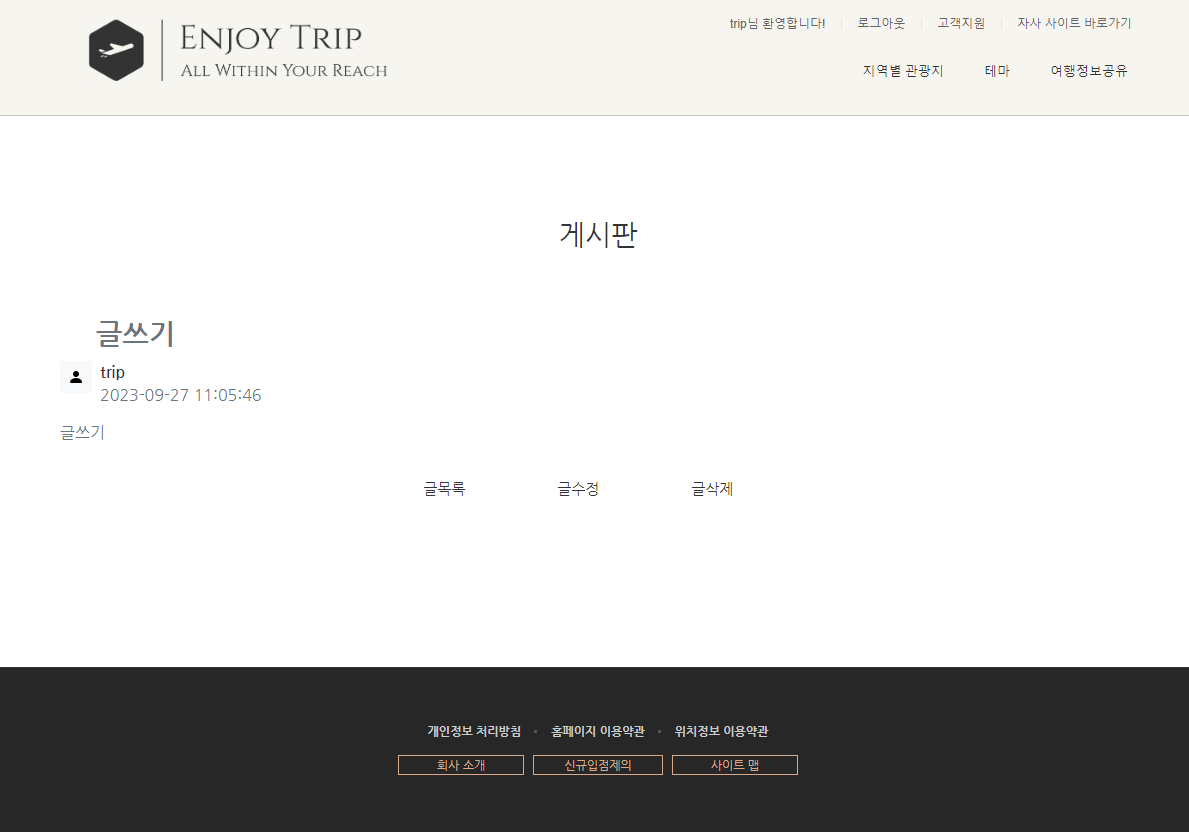 ENJOY TRIP
ALL WITHIN YOUR REACH
trip님 환영합니다! 로그아웃 고객지원 자사 사이트 바로가기
지역별 관광지 테마 여행정보공유
게시판
글쓰기
trip
2023-09-27 11:05:46
글쓰기
글목록 글수정 글삭제
개인정보 처리방침 홈페이지 이용약관 위치정보 이용약관
회사 소개 신규입점제의 사이트 맵